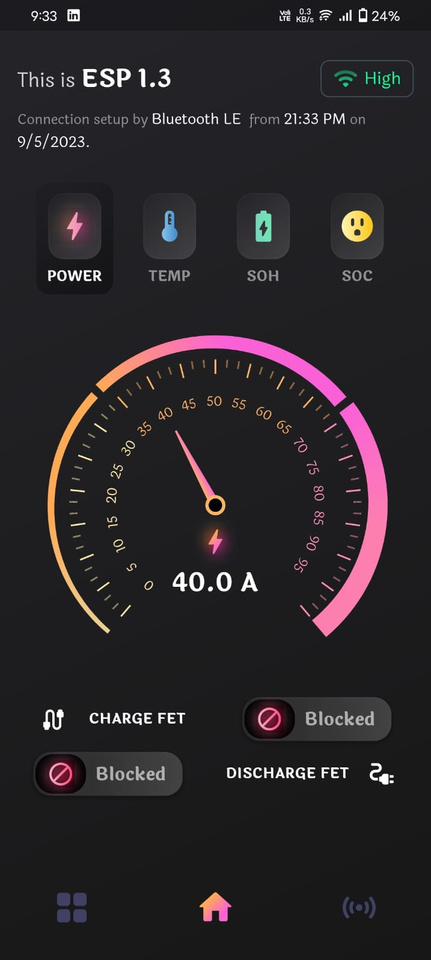 9:33 in Vo)) LTE 0.3 KB/s 24%
This is ESP 1.3 High
Connection setup by Bluetooth LE from 21:33 PM on
9/5/2023.
POWER TEMP SOH SOC
0 5 10 15 20 25 30 35 40 45 50 55 60 65 70 75 80 85 90 95
40.0 A
CHARGE FET Blocked
Blocked DISCHARGE FET